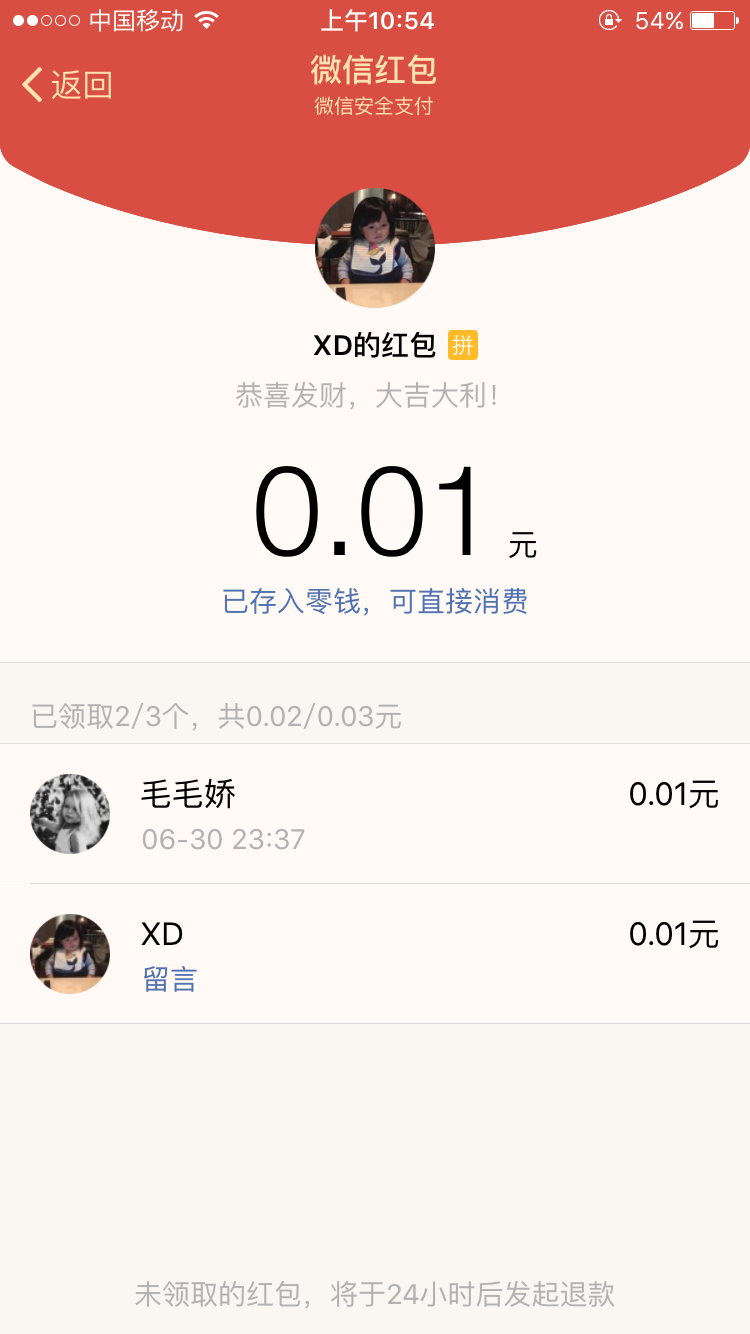 中国移动 上午10:54 54%
返回 微信红包
微信安全支付
XD的红包 拼
恭喜发财，大吉大利!
0.01 元
已存入零钱，可直接消费
已领取2/3个，共0.02/0.03元
毛毛娇 0.01元
06-30 23:37
XD 0.01元
留言
未领取的红包，将于24小时后发起退款